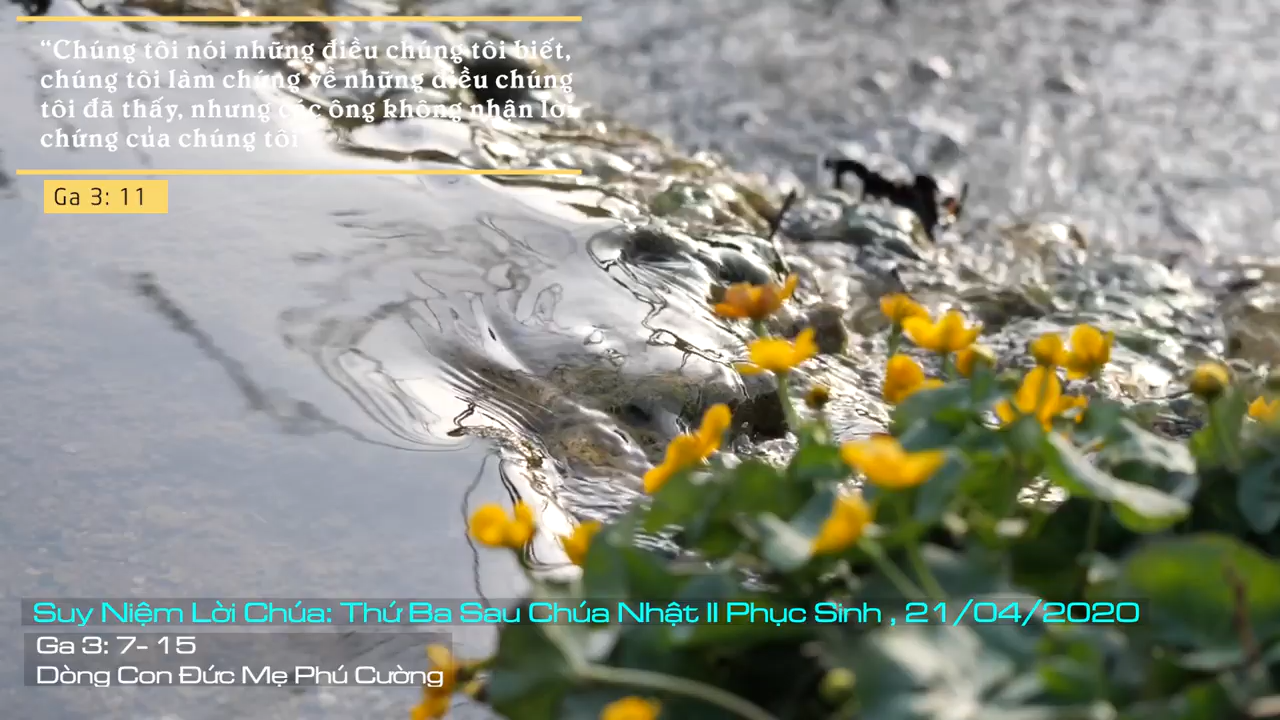 “Chúng tôi nói những điều chúng tôi biết,
chúng tôi làm chứng về những điều chúng
tôi đã thấy, nhưng các ông không nhận lời
chứng của chúng tôi”
Ga 3: 11
Suy Niệm Lời Chúa: Thứ Ba Sau Chúa Nhật II Phục Sinh , 21/04/2020
Ga 3: 7- 15
Dòng Con Đức Mẹ Phú Cường